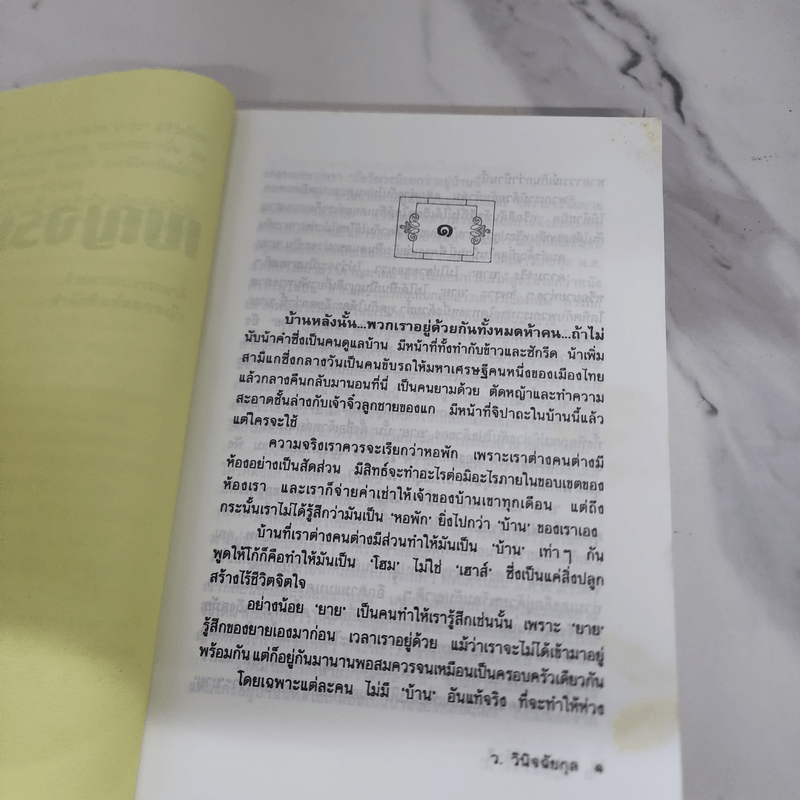 ๑
บ้านหลังนั้น...พวกเราอยู่ด้วยกันทั้งหมดห้าคน...ถ้าไม่
นับน้าคำซึ่งเป็นคนดูแลบ้าน มีหน้าที่ทั้งทำกับข้าวและซักรีด น้าเพิ่ม
สามีแกซึ่งกลางวันเป็นคนขับรถให้มหาเศรษฐีคนหนึ่งของเมืองไทย
แล้วกลางคืนกลับมานอนที่นี่ เป็นคนยามด้วย ตัดหญ้าและทำความ
สะอาดชั้นล่างกับเจ้าจิ๋วลูกชายของแก มีหน้าที่จิปาถะในบ้านนี้แล้ว
แต่ใครจะใช้
ความจริงเราควรจะเรียกว่าหอพัก เพราะเราต่างคนต่างมี
ห้องอย่างเป็นสัดส่วน มีสิทธ์จะทำอะไรต่อมิอะไรภายในขอบเขตของ
ห้องเรา และเราก็จ่ายค่าเช่าให้เจ้าของบ้านเขาทุกเดือน แต่ถึง
กระนั้นเราไม่ได้รู้สึกว่ามันเป็น ‘หอพัก’ ยิ่งไปกว่า ‘บ้าน’ ของเราเอง
บ้านที่เราต่างคนต่างมีส่วนทำให้มันเป็น ‘บ้าน’ เท่าๆ กัน
พูดให้โก้ก็คือทำให้มันเป็น ‘โฮม’ ไม่ใช่ ‘เฮาส์’ ซึ่งเป็นแค่สิ่งปลูก
สร้างไร้ชีวิตจิตใจ
อย่างน้อย ‘ยาย’ เป็นคนทำให้เรารู้สึกเช่นนั้น เพราะ ‘ยาย’
รู้สึกของยายเองมาก่อน เวลาเราอยู่ด้วย แม้ว่าเราจะไม่ได้เข้ามาอยู่
พร้อมกัน แต่ก็อยู่กันมานานพอสมควรจนเหมือนเป็นครอบครัวเดียวกัน
โดยเฉพาะแต่ละคน ไม่มี ‘บ้าน’ อันแท้จริง ที่จะทำให้ห่วง
ว. วินิจฉัยกุล ๑